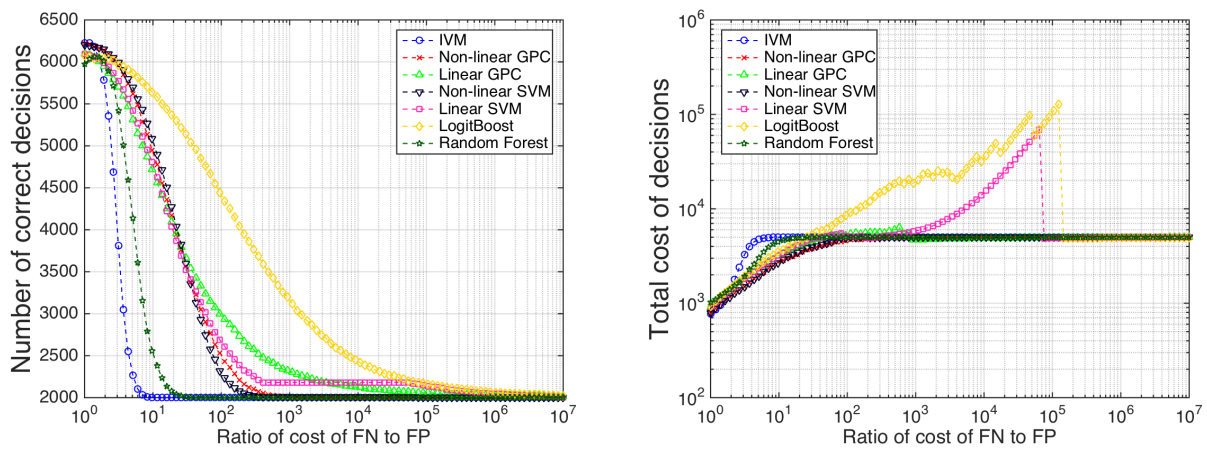 6500
6000
5500
5000
4500
4000
3500
3000
2500
2000
10^0
10^1
10^2
10^3
10^4
10^5
10^6
10^7
Number of correct decisions
Ratio of cost of FN to FP
IVM
Non-linear GPC
Linear GPC
Non-linear SVM
Linear SVM
LogitBoost
Random Forest
10^6
10^5
10^4
10^3
10^2
10^0
10^1
10^2
10^3
10^4
10^5
10^6
10^7
Total cost of decisions
Ratio of cost of FN to FP
IVM
Non-linear GPC
Linear GPC
Non-linear SVM
Linear SVM
LogitBoost
Random Forest